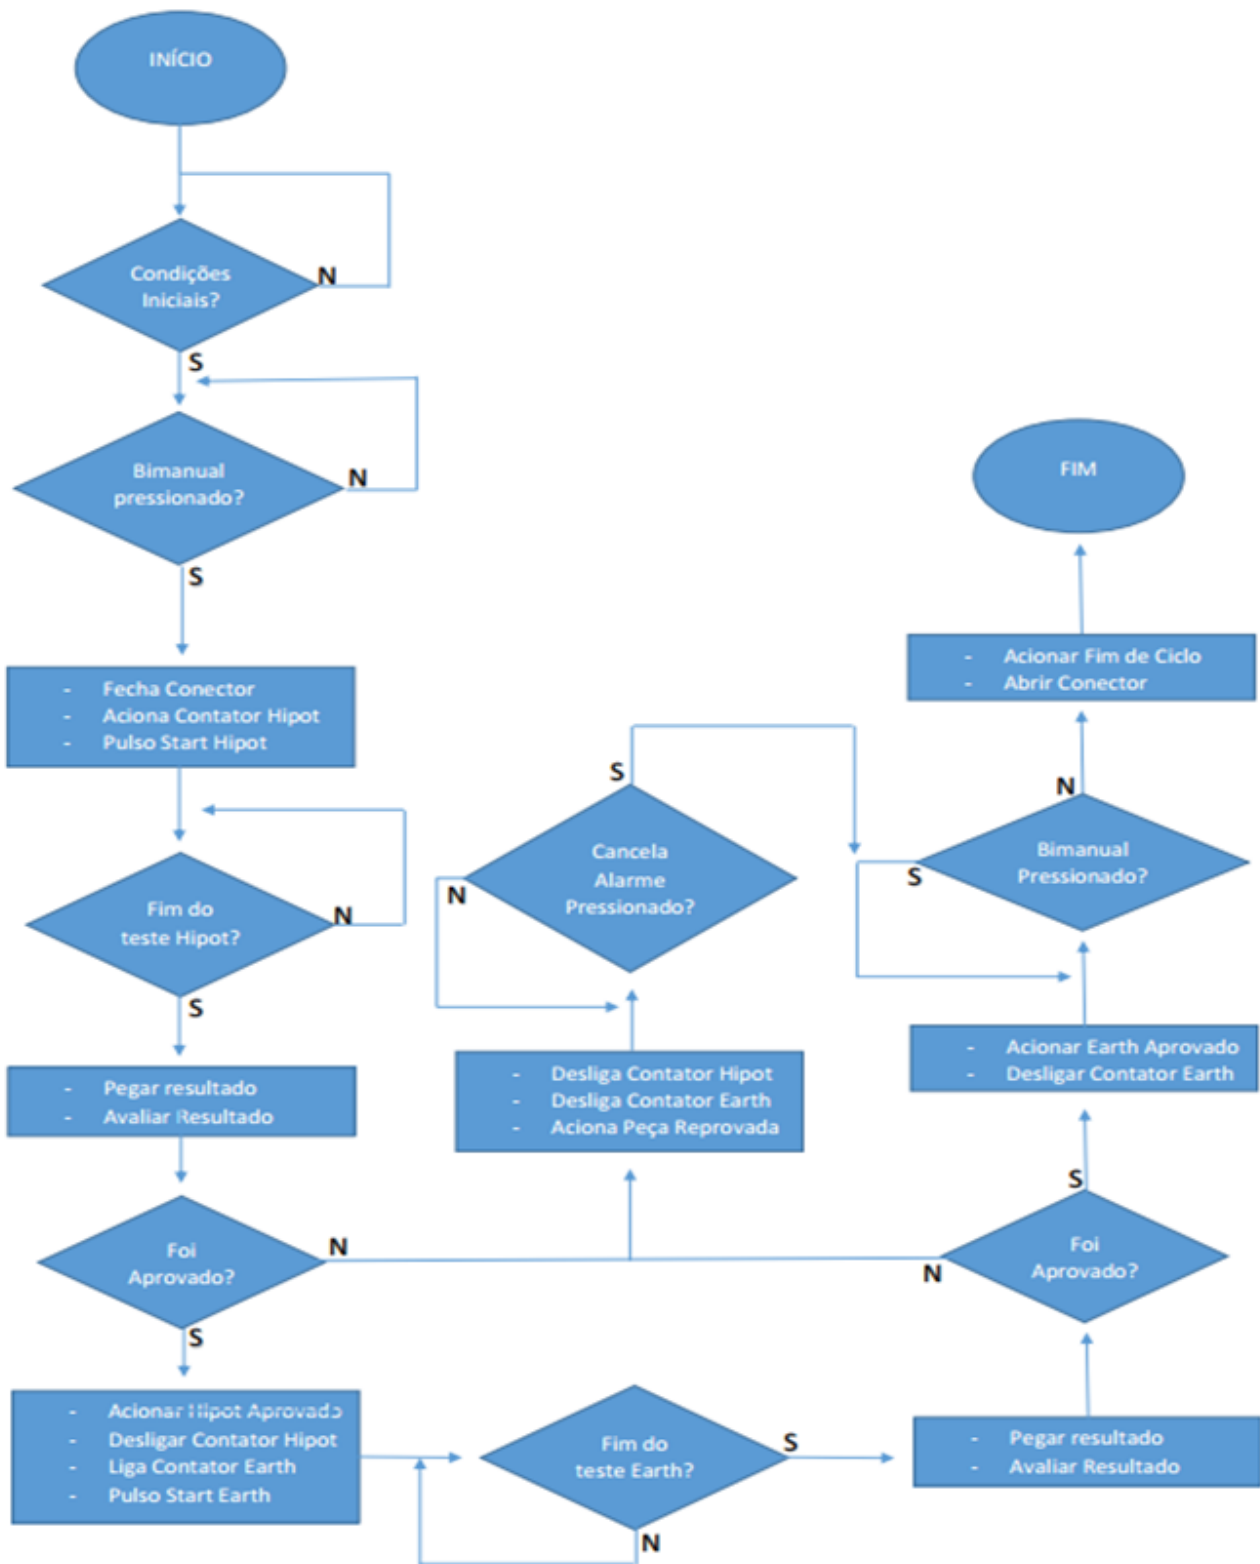 INÍCIO
Condições
Iniciais?
N
S
Bimanual
pressionado?
N
S
- Fecha Conector
- Aciona Contator Hipot
- Pulso Start Hipot
Fim do
teste Hipot?
N
S
- Pegar resultado
- Avaliar Resultado
Foi
Aprovado?
N
S
- Acionar Hipot Aprovado
- Desligar Contator Hipot
- Liga Contator Earth
- Pulso Start Earth
Fim do
teste Earth?
S
N
- Pegar resultado
- Avaliar Resultado
Foi
Aprovado?
N
S
- Desliga Contator Hipot
- Desliga Contator Earth
- Aciona Peça Reprovada
Cancela
Alarme
Pressionado?
N
S
- Acionar Earth Aprovado
- Desligar Contator Earth
Bimanual
Pressionado?
S
N
- Acionar Fim de Ciclo
- Abrir Conector
FIM